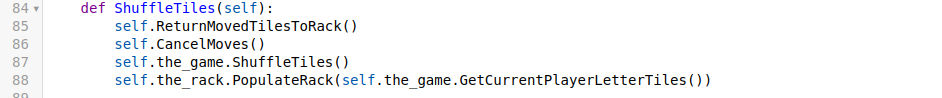 84 def ShuffleTiles(self):
85 self.ReturnMovedTilesToRack()
86 self.CancelMoves()
87 self.the_game.ShuffleTiles()
88 self.the_rack.PopulateRack(self.the_game.GetCurrentPlayerLetterTiles())